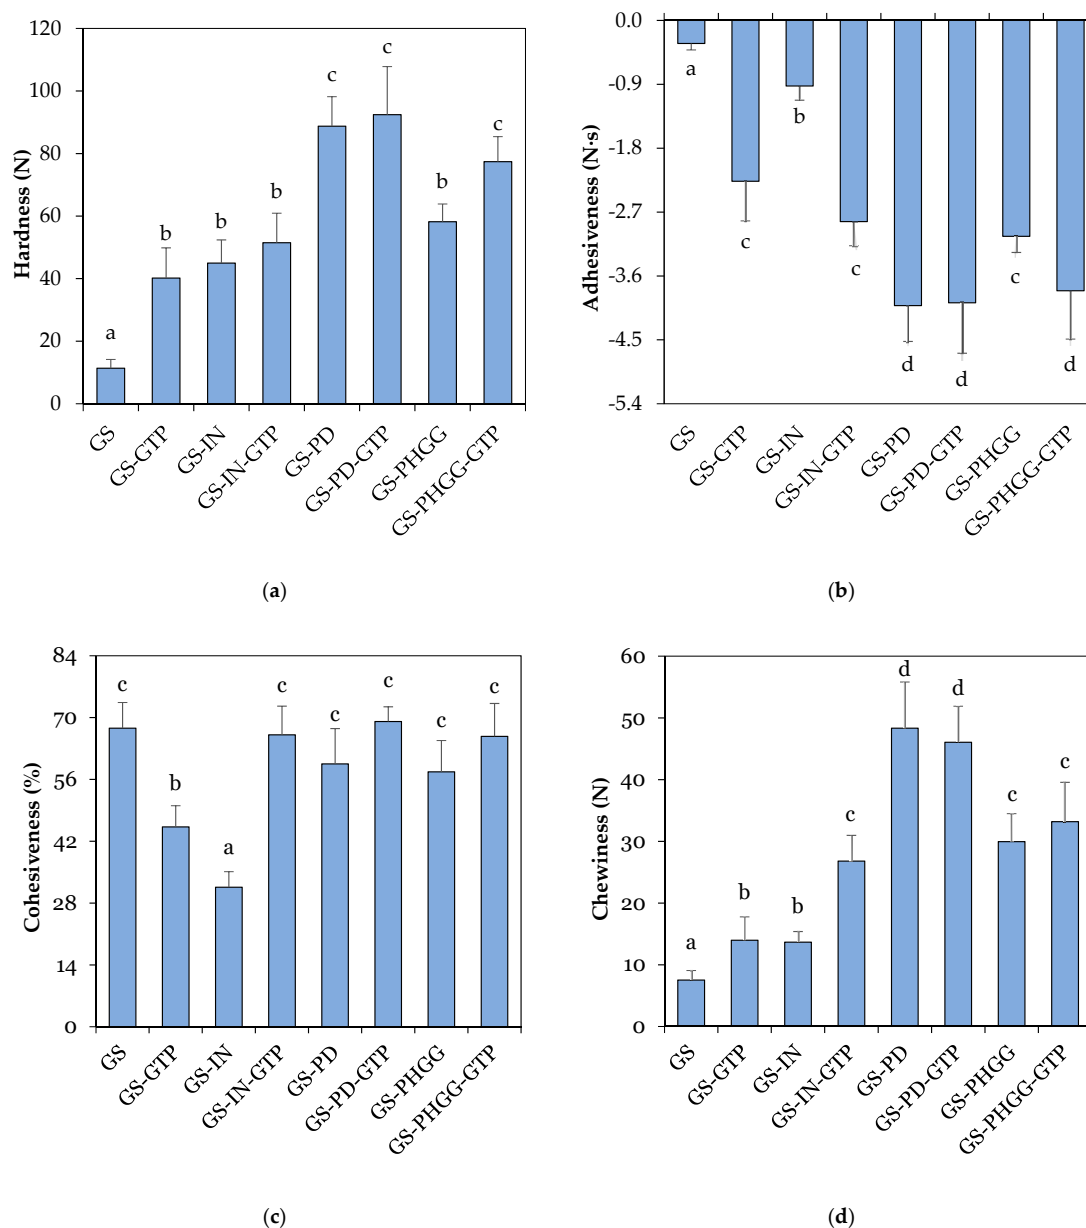 120
100
80
60
40
20
0
Hardness (N)
a
b
b
b
c
c
b
c
GS
GS-GTP
GS-IN
GS-IN-GTP
GS-PD
GS-PD-GTP
GS-PHGG
GS-PHGG-GTP
(a)
0.0
-0.9
-1.8
-2.7
-3.6
-4.5
-5.4
Adhesiveness (N·s)
a
c
b
c
d
d
c
d
GS
GS-GTP
GS-IN
GS-IN-GTP
GS-PD
GS-PD-GTP
GS-PHGG
GS-PHGG-GTP
(b)
84
70
56
42
28
14
0
Cohesiveness (%)
c
b
a
c
c
c
c
c
GS
GS-GTP
GS-IN
GS-IN-GTP
GS-PD
GS-PD-GTP
GS-PHGG
GS-PHGG-GTP
(c)
60
50
40
30
20
10
0
Chewiness (N)
a
b
b
c
d
d
c
c
GS
GS-GTP
GS-IN
GS-IN-GTP
GS-PD
GS-PD-GTP
GS-PHGG
GS-PHGG-GTP
(d)